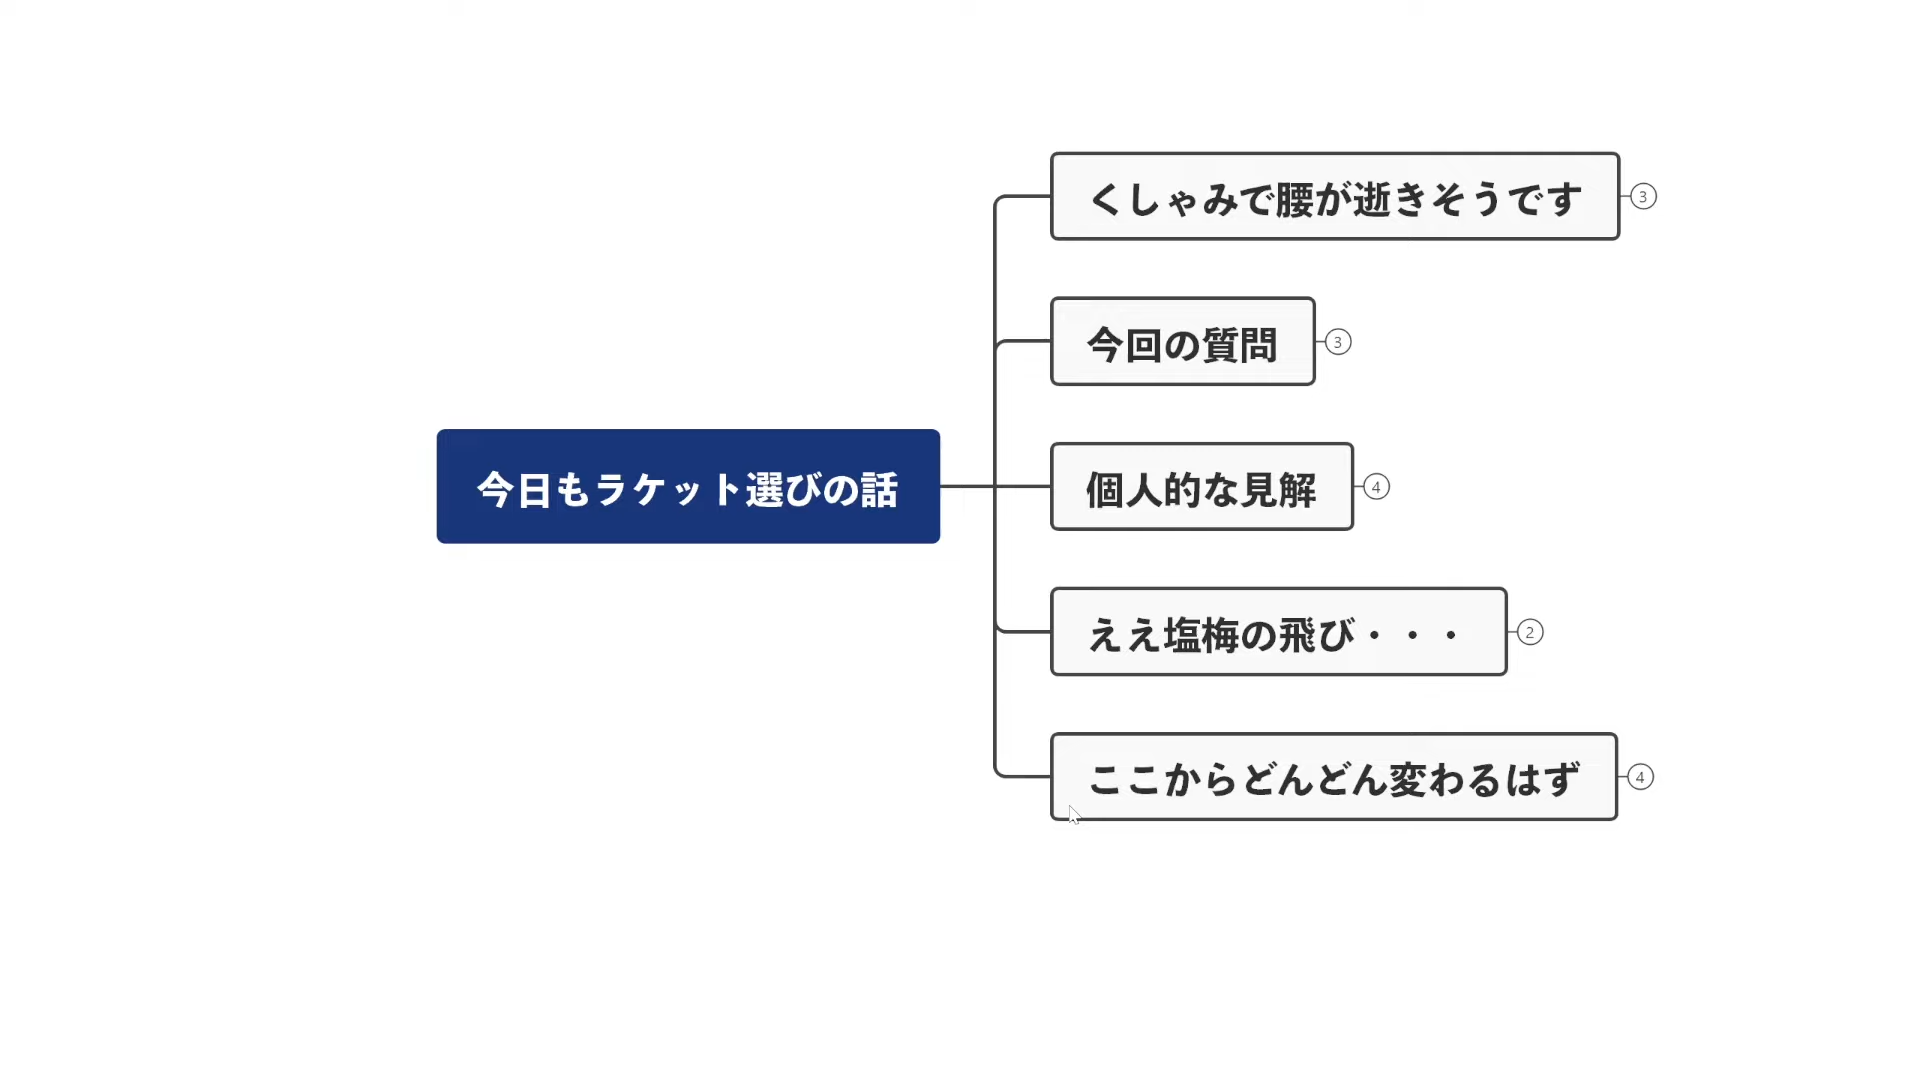 今日もラケット選びの話
くしゃみで腰が逝きそうです
3
今回の質問
3
個人的な見解
4
ええ塩梅の飛び・・・
2
ここからどんどん変わるはず
4